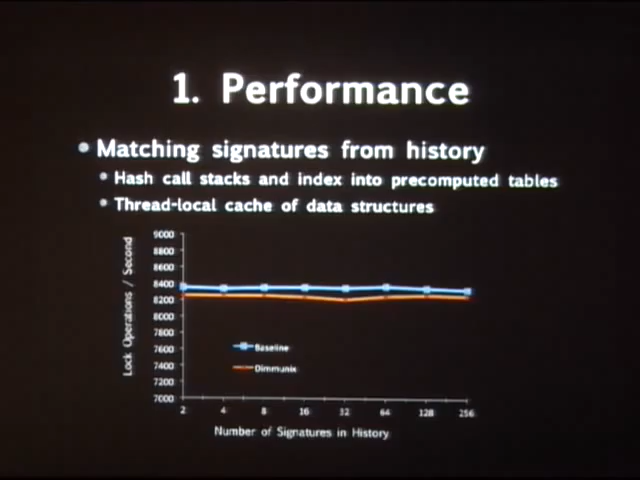 1. Performance
Matching signatures from history
Hash call stacks and index into precomputed tables
Thread-local cache of data structures
Lock Operations / Second
9000
8800
8600
8400
8200
8000
7800
7600
7400
7200
7000
Baseline
Dimmunix
2 4 8 16 32 64 128 256
Number of Signatures in History